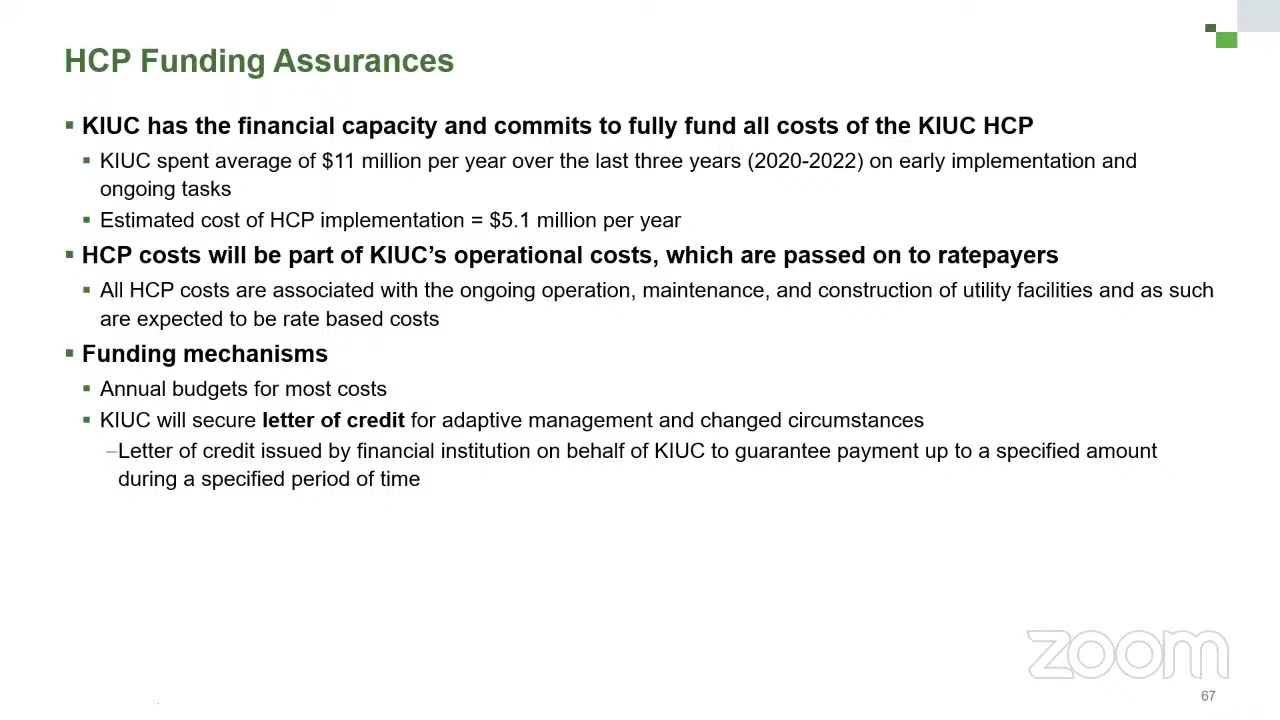 HCP Funding Assurances
▪ KIUC has the financial capacity and commits to fully fund all costs of the KIUC HCP
▪ KIUC spent average of $11 million per year over the last three years (2020-2022) on early implementation and
ongoing tasks
▪ Estimated cost of HCP implementation = $5.1 million per year
▪ HCP costs will be part of KIUC’s operational costs, which are passed on to ratepayers
▪ All HCP costs are associated with the ongoing operation, maintenance, and construction of utility facilities and as such
are expected to be rate based costs
▪ Funding mechanisms
▪ Annual budgets for most costs
▪ KIUC will secure letter of credit for adaptive management and changed circumstances
–Letter of credit issued by financial institution on behalf of KIUC to guarantee payment up to a specified amount
during a specified period of time
zoom
67